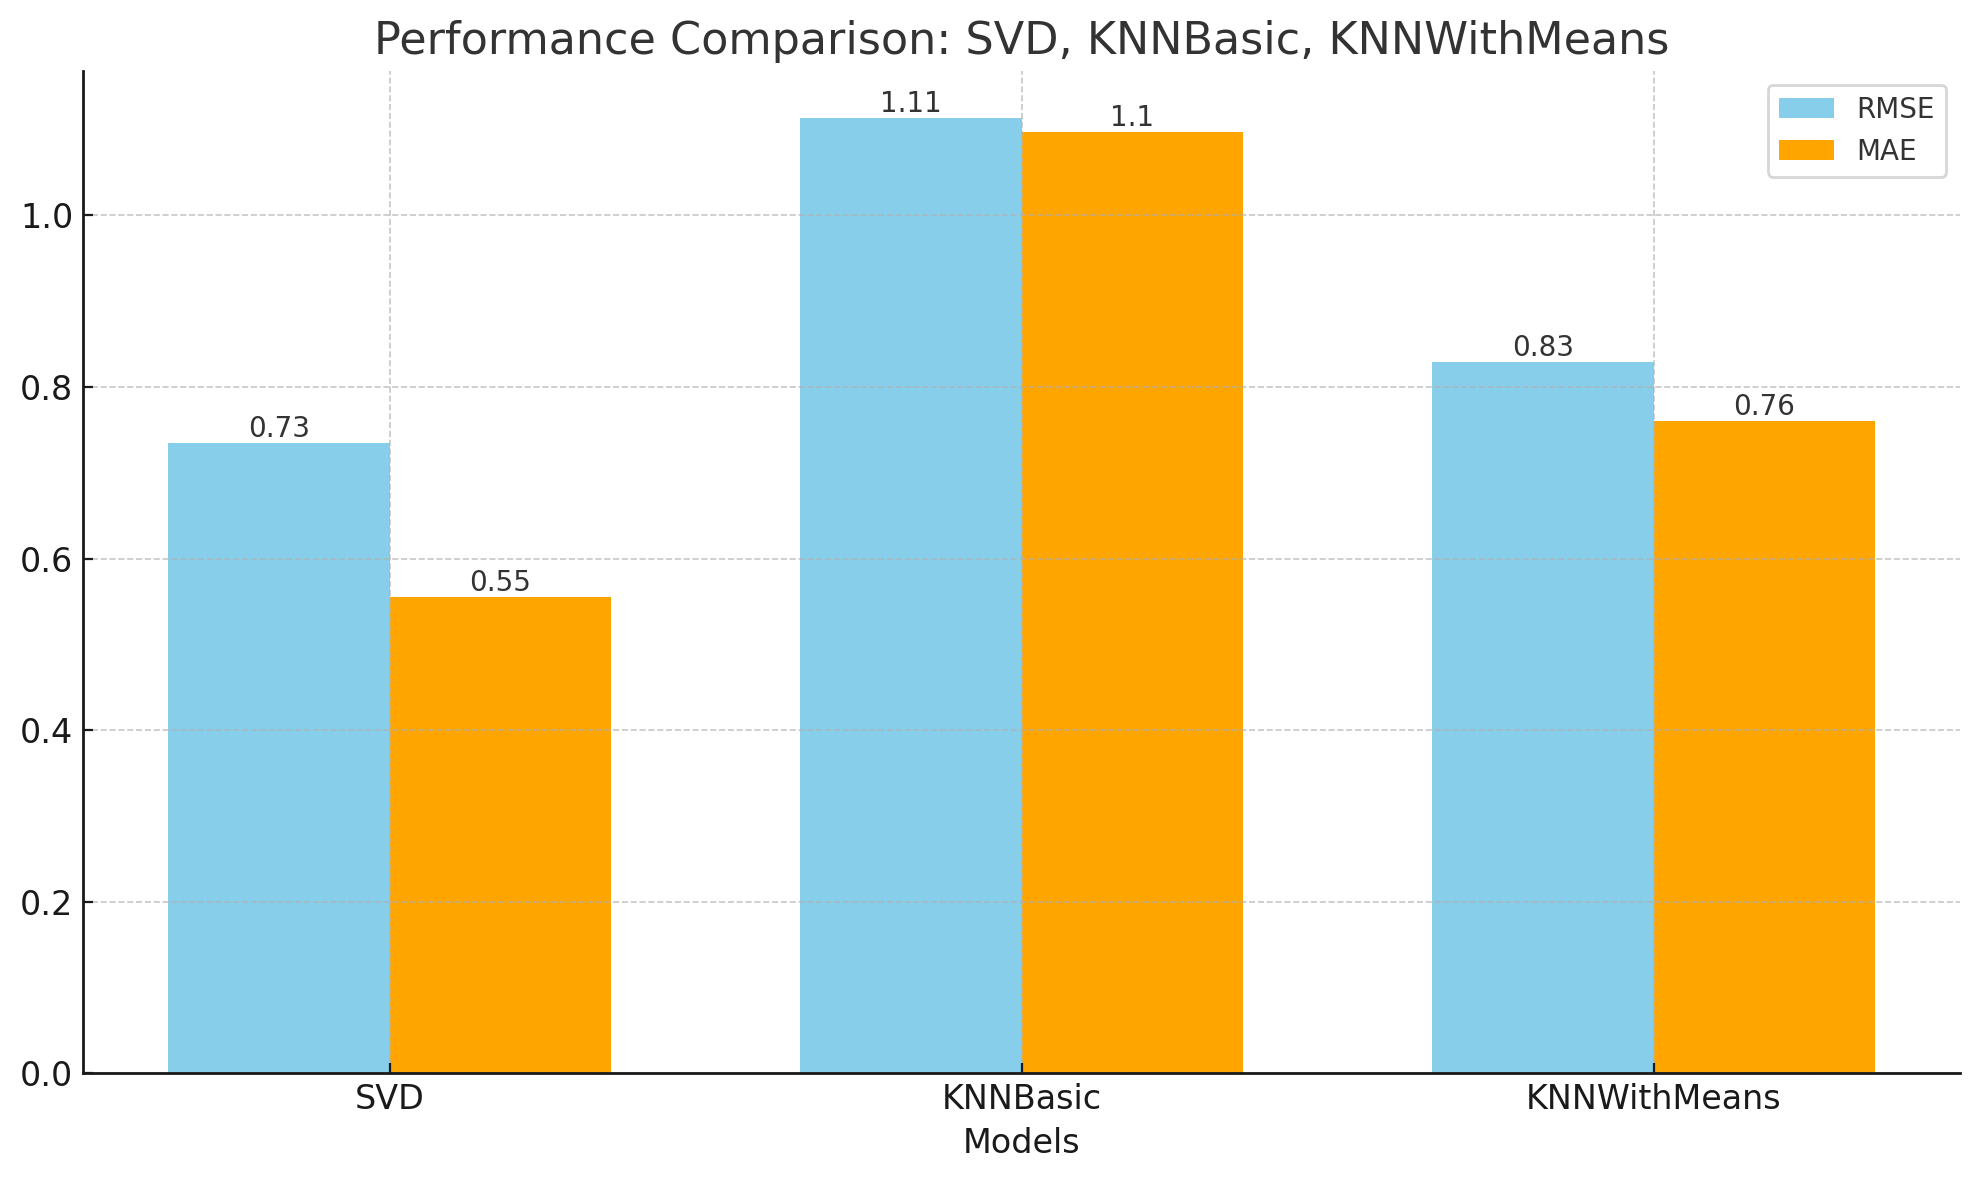 Performance Comparison: SVD, KNNBasic, KNNWithMeans
RMSE
MAE
1.11
1.1
0.83
0.76
0.73
0.55
1.0
0.8
0.6
0.4
0.2
0.0
SVD
KNNBasic
KNNWithMeans
Models